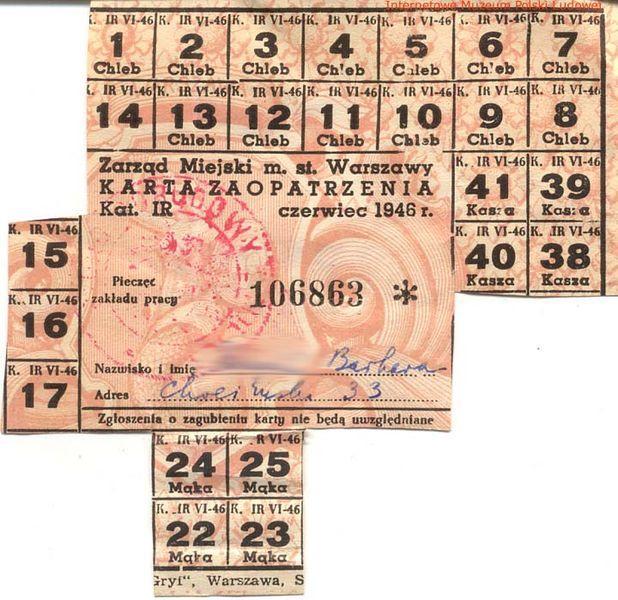 Internetowe Muzeum Polski Ludowej
K. IR VI-46 K. IR VI-46 K. IR VI-46 K. IR VI-46 K. IR VI-46 K. IR VI-46
1 2 3 4 5 6 7
Chleb Chleb Chleb Chleb Chleb Chleb Chleb
K. IR VI-46 K. IR VI-46 K. IR VI-46 K. IR VI-46 K. IR VI-46 K. IR VI-46
14 13 12 11 10 9 8
Chleb Chleb Chleb Chleb Chleb Chleb
Zarząd Miejski m. st. Warszawy
KARTA ZAOPATRZENIA
Kat. IR czerwiec 1946 r.
K. IR VI-46 K. IR VI-46
41 39
Kasza Kasza
K. IR VI-46 K. IR VI-46
40 38
Kasza Kasza
K. IR VI-46
15
K. IR VI-46
16
K. IR VI-46
17
Pieczęć
zakładu pracy
106863 *
Nazwisko i imię Barbara
Adres 33
Zgłoszenia o zagubieniu karty nie będą uwzględniane
K. IR VI-46 K. IR VI-46
24 25
Mąka Mąka
K. IR VI-46 K. IR VI-46
22 23
Mąka Mąka
Gryf", Warszawa, S